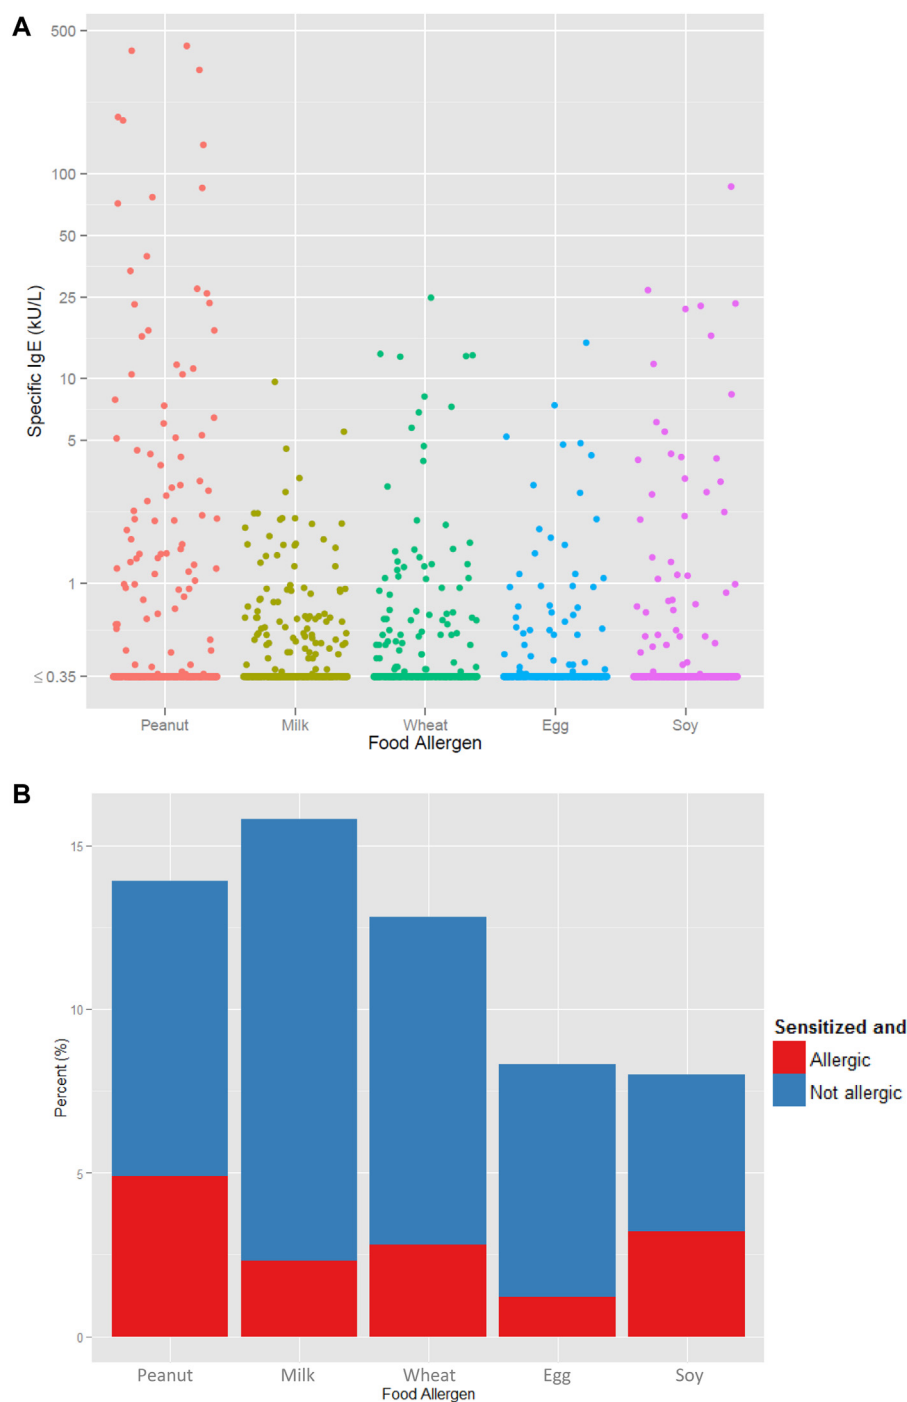 A
500
100
50
25
10
5
1
≤ 0.35
Specific IgE (kU/L)
Peanut Milk Wheat Egg Soy
Food Allergen
B
15
10
5
0
Percent (%)
Sensitized and
Allergic
Not allergic
Peanut Milk Wheat Egg Soy
Food Allergen